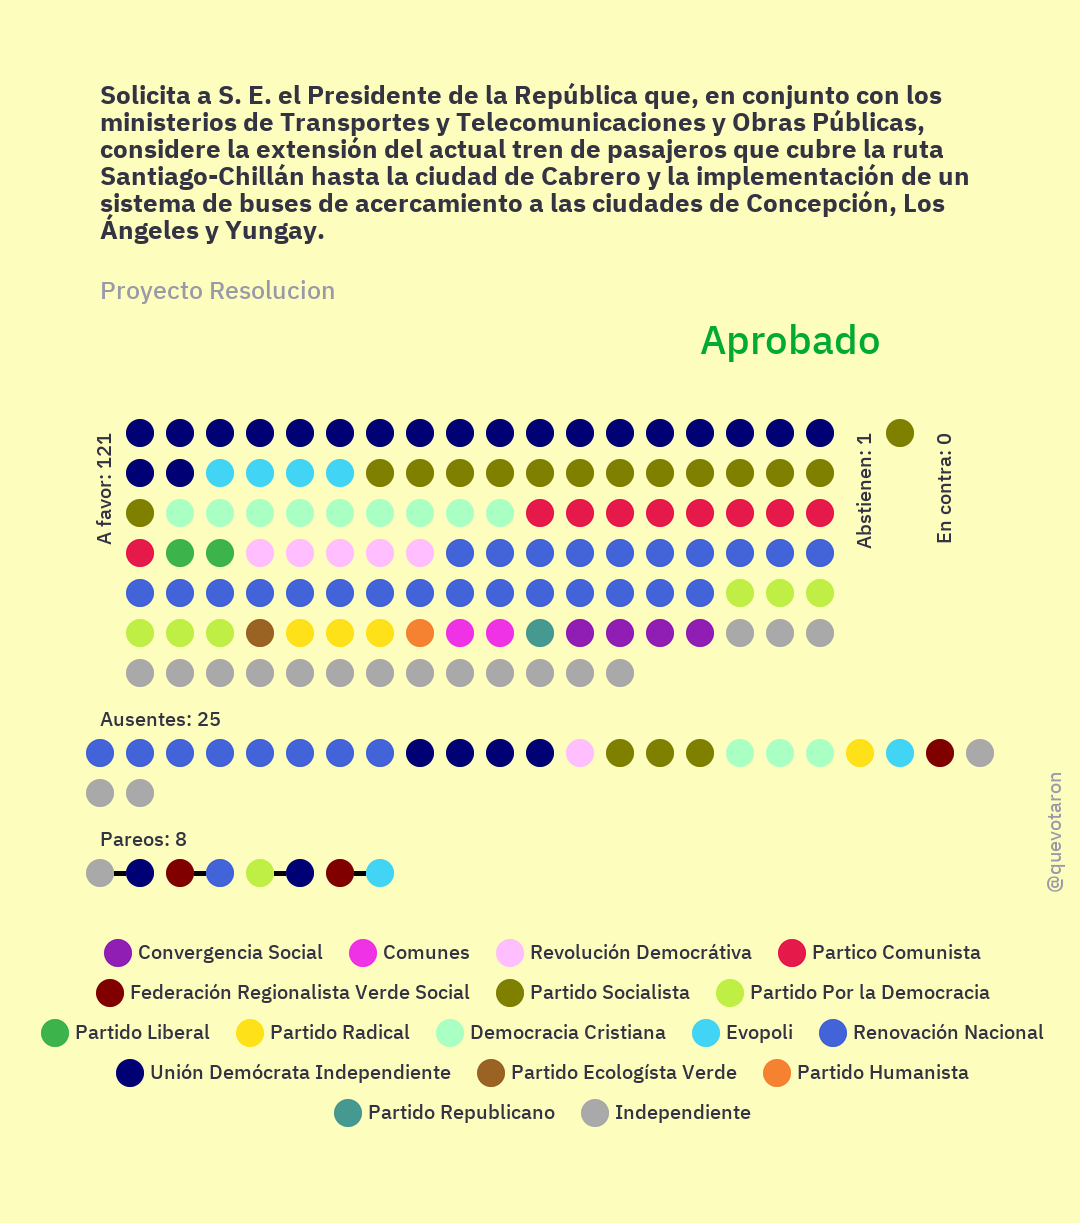 Solicita a S. E. el Presidente de la República que, en conjunto con los
ministerios de Transportes y Telecomunicaciones y Obras Públicas,
considere la extensión del actual tren de pasajeros que cubre la ruta
Santiago-Chillán hasta la ciudad de Cabrero y la implementación de un
sistema de buses de acercamiento a las ciudades de Concepción, Los
Ángeles y Yungay.
Proyecto Resolucion
Aprobado
A favor: 121
Abstienen: 1
En contra: 0
Ausentes: 25
Pareos: 8
@quevotaron
Convergencia Social Comunes Revolución Democrátiva Partico Comunista
Federación Regionalista Verde Social Partido Socialista Partido Por la Democracia
Partido Liberal Partido Radical Democracia Cristiana Evopoli Renovación Nacional
Unión Demócrata Independiente Partido Ecologísta Verde Partido Humanista
Partido Republicano Independiente